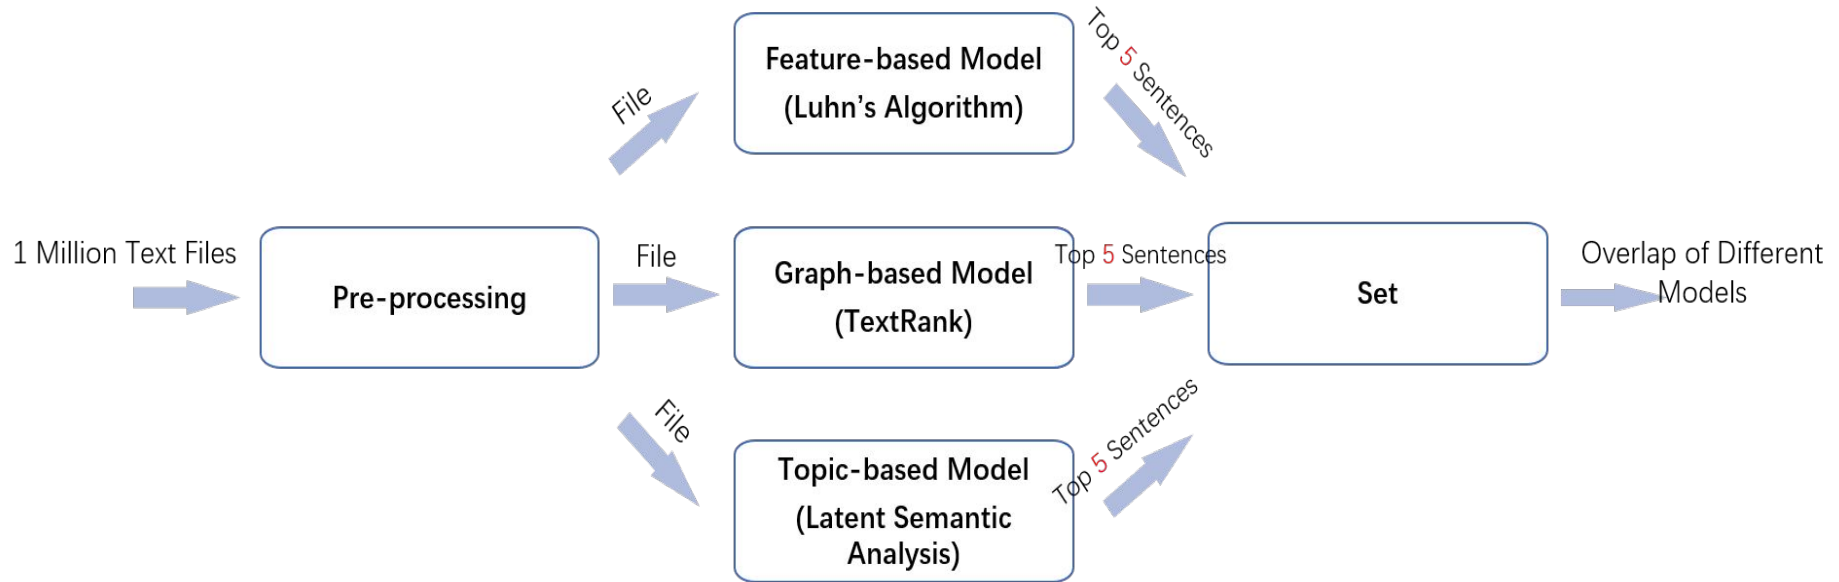 1 Million Text Files
Pre-processing
File
File
File
Feature-based Model
(Luhn’s Algorithm)
Graph-based Model
(TextRank)
Topic-based Model
(Latent Semantic
Analysis)
Top 5 Sentences
Top 5 Sentences
Top 5 Sentences
Set
Overlap of Different
Models